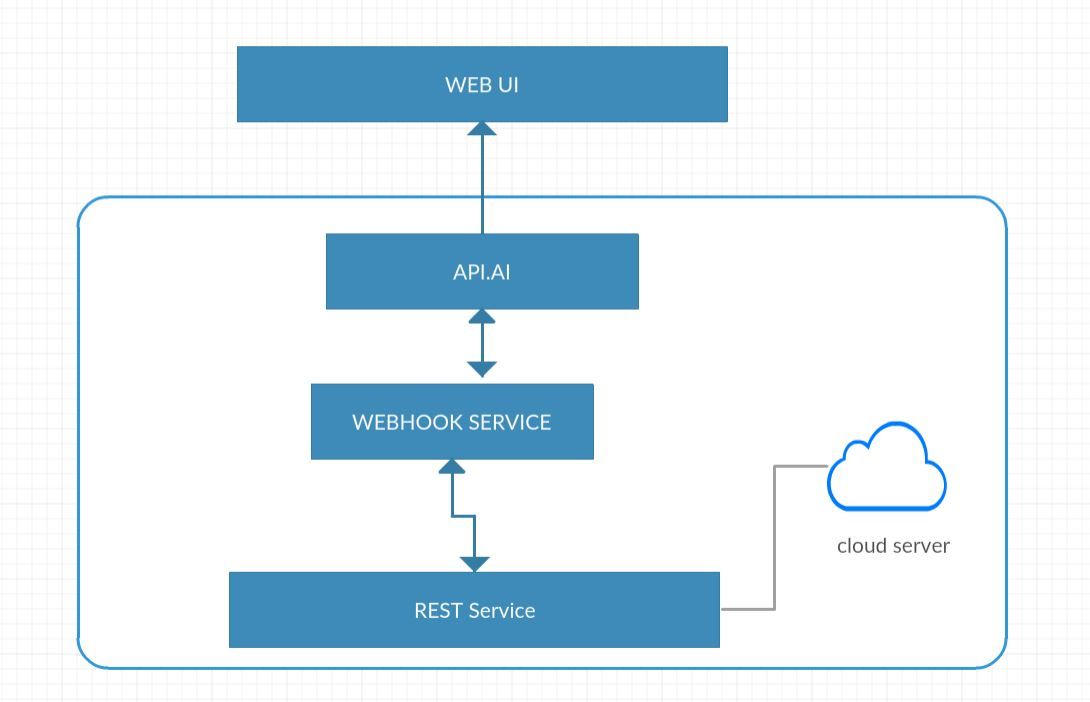 WEB UI
API.AI
WEBHOOK SERVICE
cloud server
REST Service